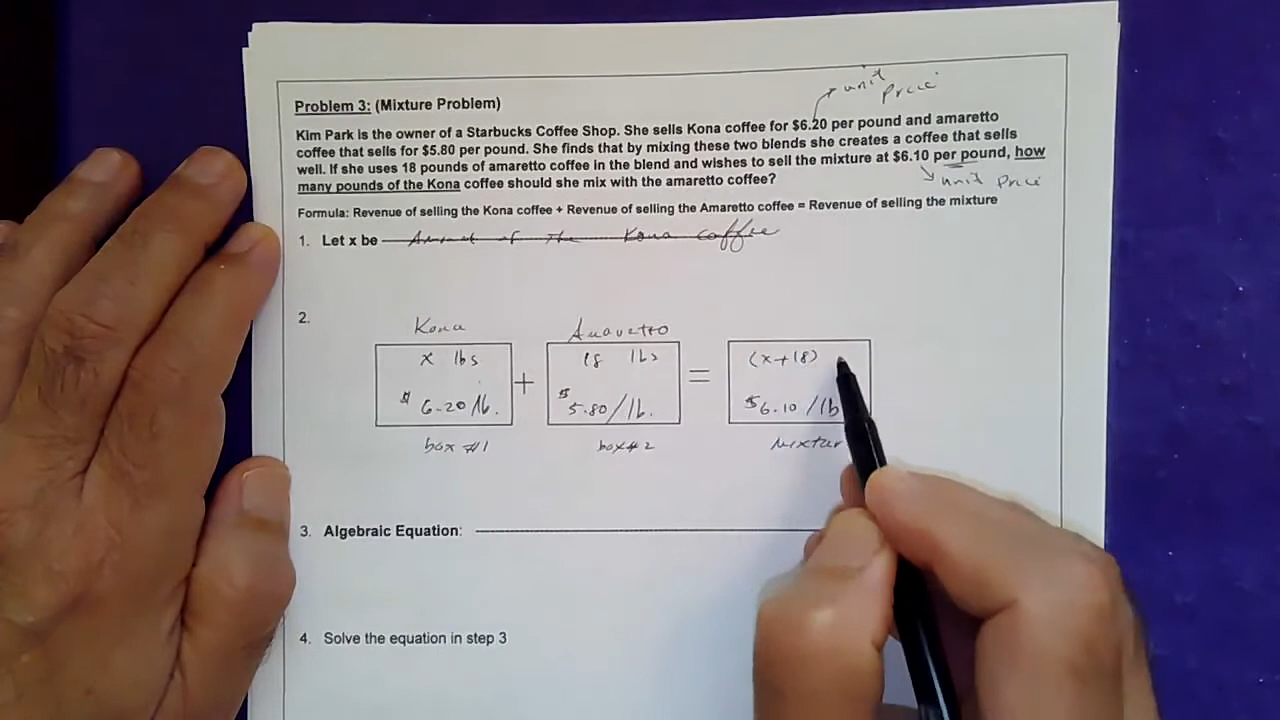 unit
price
Problem 3: (Mixture Problem)
Kim Park is the owner of a Starbucks Coffee Shop. She sells Kona coffee for $6.20 per pound and amaretto
coffee that sells for $5.80 per pound. She finds that by mixing these two blends she creates a coffee that sells
well. If she uses 18 pounds of amaretto coffee in the blend and wishes to sell the mixture at $6.10 per pound, how
many pounds of the Kona coffee should she mix with the amaretto coffee?
unit price
Formula: Revenue of selling the Kona coffee + Revenue of selling the Amaretto coffee = Revenue of selling the mixture
1. Let x be Amount of the Kona coffee
2.
Kona Amaretto
x lbs 18 lbs (x+18)
+ =
$6.20/lb. $5.80/lb. $6.10/lb
box #1 box#2 Mixtur
3. Algebraic Equation:
4. Solve the equation in step 3